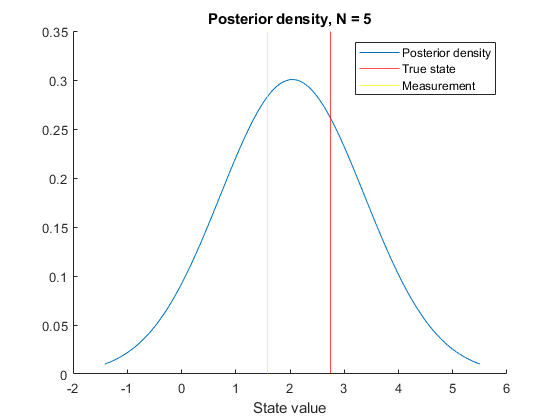 Posterior density, N = 5
0.35
0.3
0.25
0.2
0.15
0.1
0.05
0
Posterior density
True state
Measurement
-2 -1 0 1 2 3 4 5 6
State value